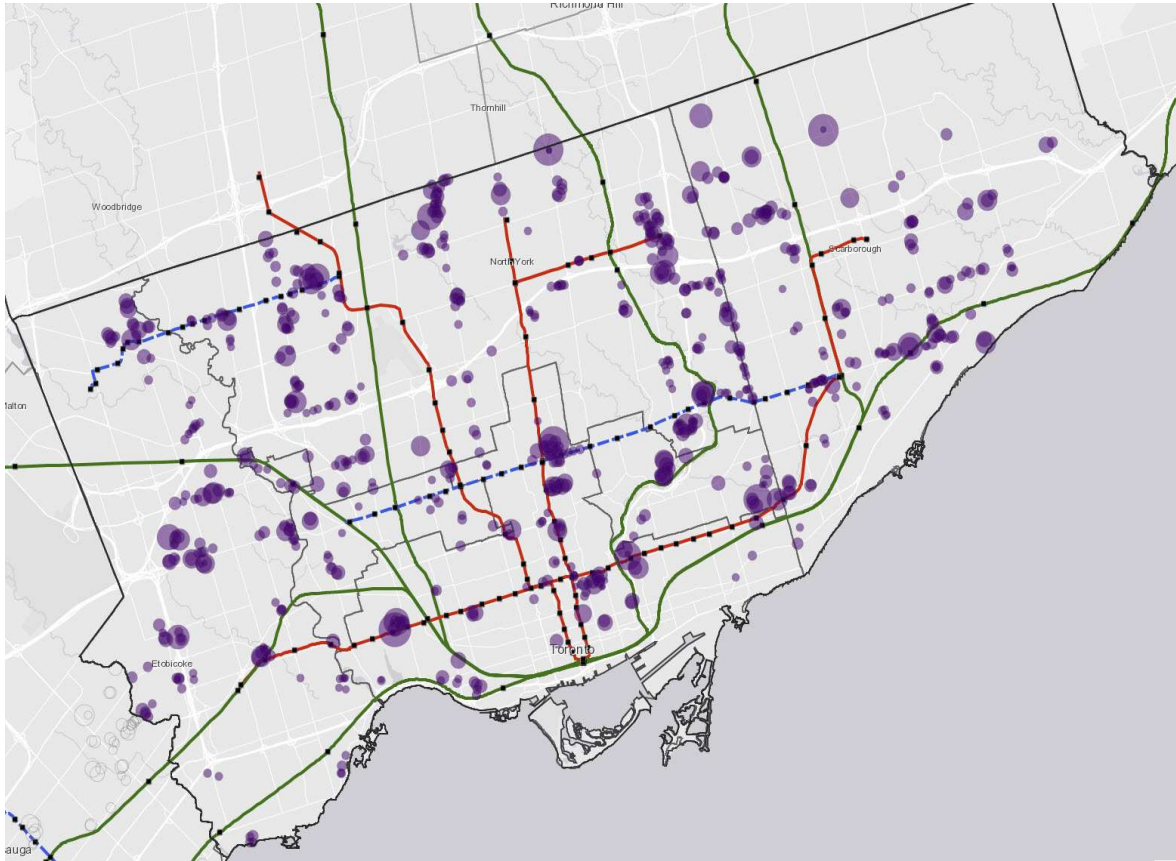 Richmond Hill
Thornhill
Woodbridge
North York
Scarborough
Malton
Etobicoke
Toronto
auga